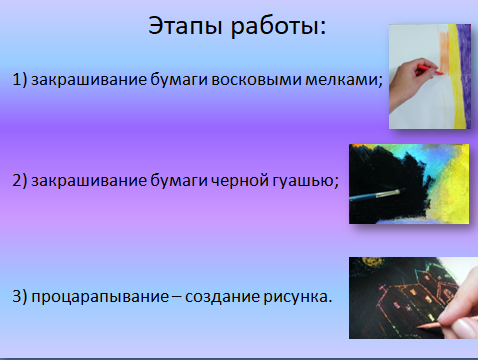 Этапы работы:
1) закрашивание бумаги восковыми мелками;
2) закрашивание бумаги черной гуашью;
3) процарапывание – создание рисунка.